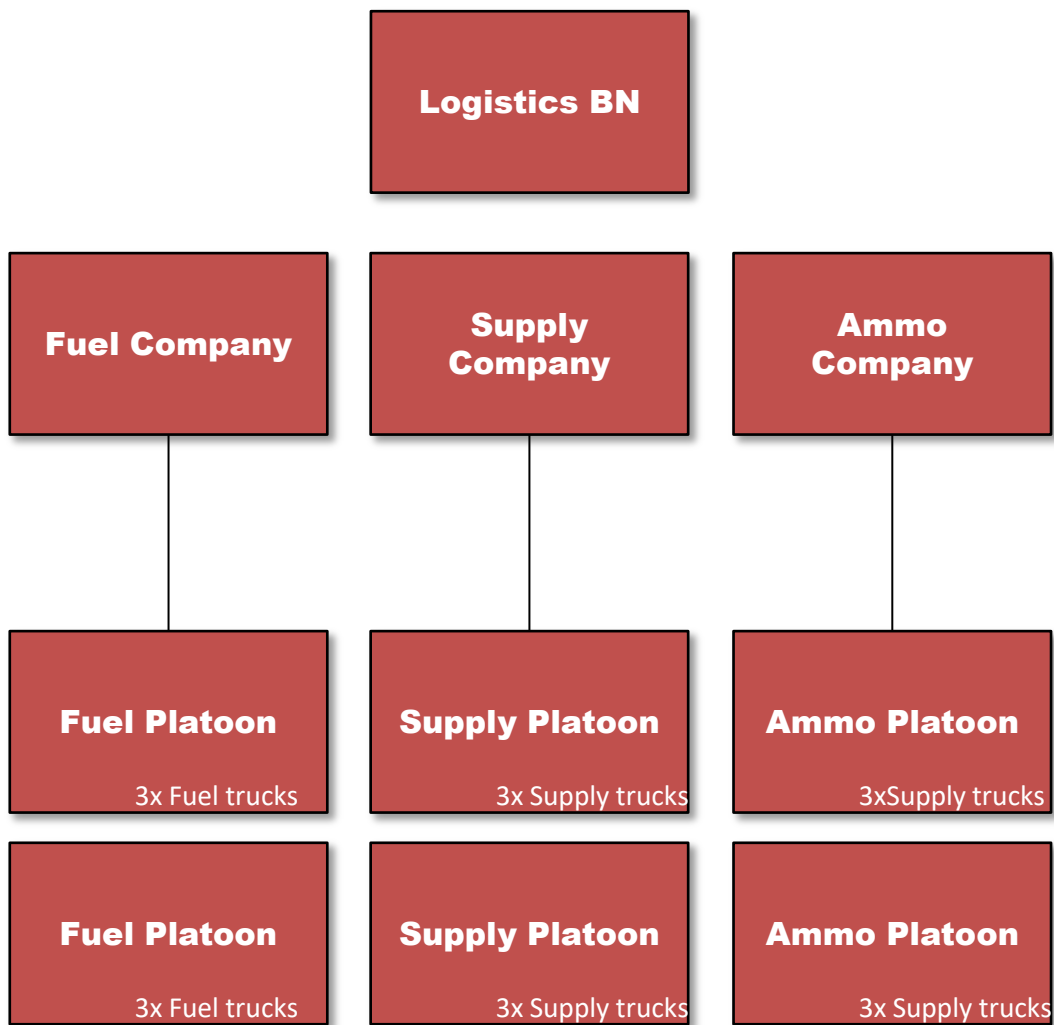 Logistics BN
Fuel Company
Supply
Company
Ammo
Company
Fuel Platoon
3x Fuel trucks
Supply Platoon
3x Supply trucks
Ammo Platoon
3xSupply trucks
Fuel Platoon
3x Fuel trucks
Supply Platoon
3x Supply trucks
Ammo Platoon
3x Supply trucks